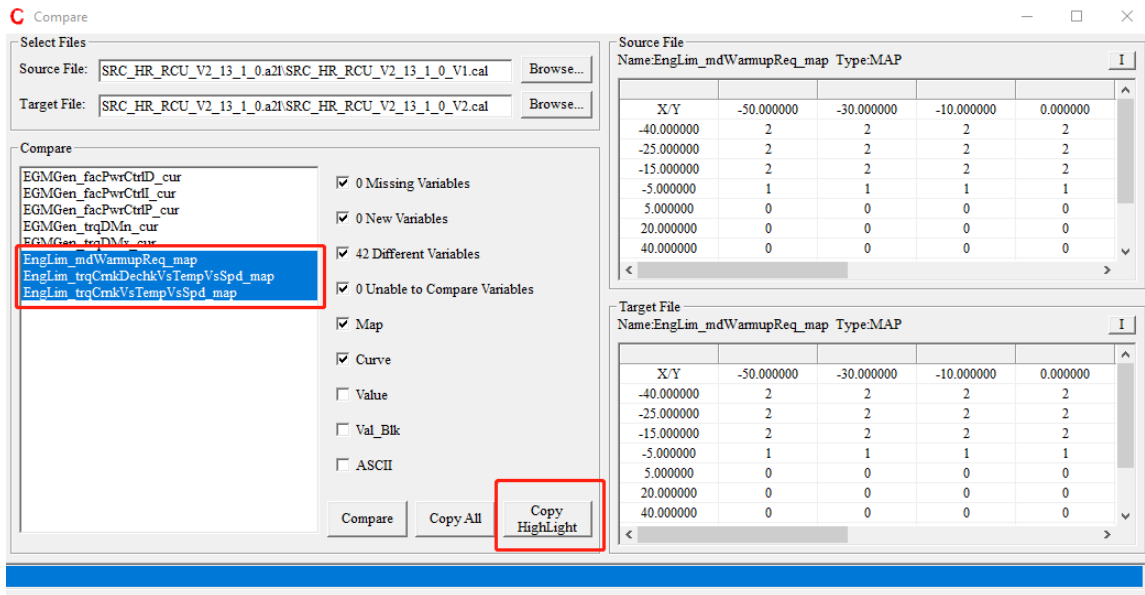 C Compare
Select Files
Source File: SRC_HR_RCU_V2_13_1_0.a2l\SRC_HR_RCU_V2_13_1_0_V1.cal Browse...
Target File: SRC_HR_RCU_V2_13_1_0.a2l\SRC_HR_RCU_V2_13_1_0_V2.cal Browse...
Compare
EGMGen_facPwrCtrlD_cur
EGMGen_facPwrCtrlI_cur
EGMGen_facPwrCtrlP_cur
EGMGen_trqDMn_cur
EGMGen_trqDMx_cur
EngLim_mdWarmupReq_map
EngLim_trqCrnkDechkVsTempVsSpd_map
EngLim_trqCrnkVsTempVsSpd_map
0 Missing Variables
0 New Variables
42 Different Variables
0 Unable to Compare Variables
Map
Curve
Value
Val_Blk
ASCII
Compare Copy All Copy
HighLight
Source File
Name:EngLim_mdWarmupReq_map Type:MAP I
X/Y -50.000000 -30.000000 -10.000000 0.000000
-40.000000 2 2 2 2
-25.000000 2 2 2 2
-15.000000 2 2 2 2
-5.000000 1 1 1 1
5.000000 0 0 0 0
20.000000 0 0 0 0
40.000000 0 0 0 0
Target File
Name:EngLim_mdWarmupReq_map Type:MAP I
X/Y -50.000000 -30.000000 -10.000000 0.000000
-40.000000 2 2 2 2
-25.000000 2 2 2 2
-15.000000 2 2 2 2
-5.000000 1 1 1 1
5.000000 0 0 0 0
20.000000 0 0 0 0
40.000000 0 0 0 0